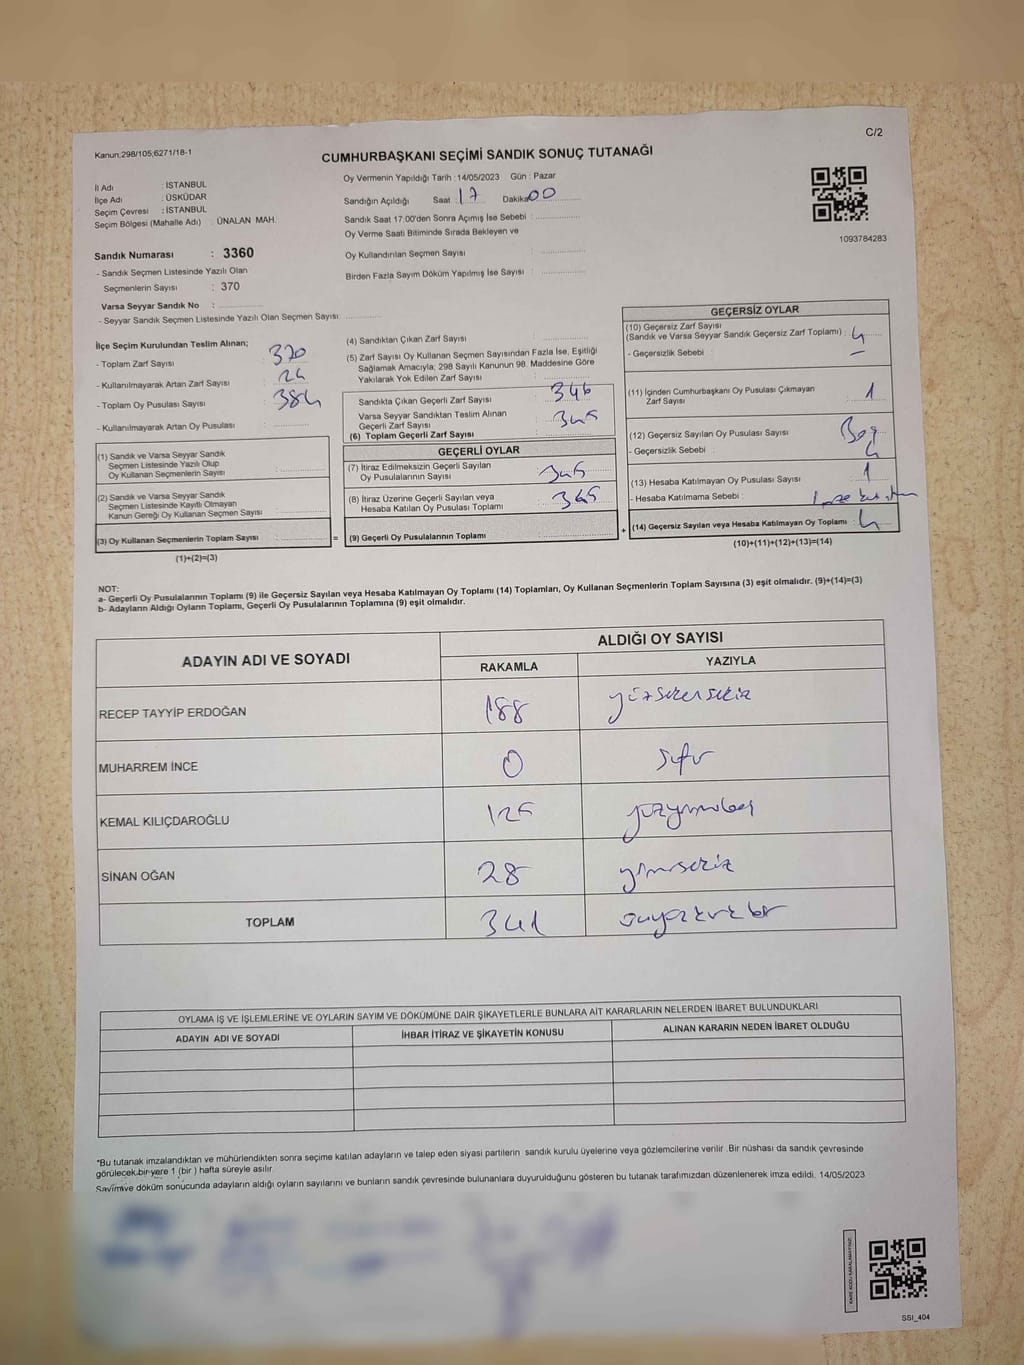 C/2
Kanun;298/105;6271/18-1
CUMHURBAŞKANI SEÇİMİ SANDIK SONUÇ TUTANAĞI
İl Adı : İSTANBUL
İlçe Adı : ÜSKÜDAR
Seçim Çevresi : İSTANBUL
Seçim Bölgesi (Mahalle Adı) : ÜNALAN MAH.
Oy Vermenin Yapıldığı Tarih : 14/05/2023 Gün : Pazar
Sandığın Açıldığı Saat : 17 Dakika 00
Sandık Saat 17:00'den Sonra Açımış İse Sebebi :
Oy Verme Saati Bitiminde Sırada Bekleyen ve
Oy Kullandırılan Seçmen Sayısı :
Birden Fazla Sayım Döküm Yapılmış İse Sayısı :
1093784283
Sandık Numarası : 3360
- Sandık Seçmen Listesinde Yazılı Olan
Seçmenlerin Sayısı : 370
Varsa Seyyar Sandık No :
- Seyyar Sandık Seçmen Listesinde Yazılı Olan Seçmen Sayısı:
İlçe Seçim Kurulundan Teslim Alınan;
- Toplam Zarf Sayısı : 370
- Kullanılmayarak Artan Zarf Sayısı : 24
- Toplam Oy Pusulası Sayısı : 384
- Kullanılmayarak Artan Oy Pusulası :
(1) Sandık ve Varsa Seyyar Sandık
Seçmen Listesinde Yazılı Olup
Oy Kullanan Seçmenlerin Sayısı :
(2) Sandık ve Varsa Seyyar Sandık
Seçmen Listesinde Kayıtlı Olmayan
Kanun Gereği Oy Kullanan Seçmen Sayısı :
(3) Oy Kullanan Seçmenlerin Toplam Sayısı :
(1)+(2)=(3)
(4) Sandıktan Çıkan Zarf Sayısı :
(5) Zarf Sayısı Oy Kullanan Seçmen Sayısından Fazla İse, Eşitliği
Sağlamak Amacıyla; 298 Sayılı Kanunun 98. Maddesine Göre
Yakılarak Yok Edilen Zarf Sayısı :
Sandıkta Çıkan Geçerli Zarf Sayısı : 346
Varsa Seyyar Sandıktan Teslim Alınan
Geçerli Zarf Sayısı : 345
(6) Toplam Geçerli Zarf Sayısı :
GEÇERLİ OYLAR
(7) İtiraz Edilmeksizin Geçerli Sayılan
Oy Pusulasının Sayısı : 345
(8) İtiraz Üzerine Geçerli Sayılan veya
Hesaba Katılan Oy Pusulası Toplamı : 345
= (9) Geçerli Oy Pusulalarının Toplamı :
GEÇERSİZ OYLAR
(10) Geçersiz Zarf Sayısı
(Sandık ve Varsa Seyyar Sandık Geçersiz Zarf Toplamı) : 4
- Geçersizlik Sebebi : –
(11) İçinden Cumhurbaşkanı Oy Pusulası Çıkmayan
Zarf Sayısı : 1
(12) Geçersiz Sayılan Oy Pusulası Sayısı :
- Geçersizlik Sebebi : 4
(13) Hesaba Katılmayan Oy Pusulası Sayısı : 1
- Hesaba Katılmama Sebebi :
+ (14) Geçersiz Sayılan veya Hesaba Katılmayan Oy Toplamı : 4
(10)+(11)+(12)+(13)=(14)
NOT:
a- Geçerli Oy Pusulalarının Toplamı (9) ile Geçersiz Sayılan veya Hesaba Katılmayan Oy Toplamı (14) Toplamları, Oy Kullanan Seçmenlerin Toplam Sayısına (3) eşit olmalıdır. (9)+(14)=(3)
b- Adayların Aldığı Oyların Toplamı, Geçerli Oy Pusulalarının Toplamına (9) eşit olmalıdır.
ADAYIN ADI VE SOYADI
ALDIĞI OY SAYISI
RAKAMLA YAZIYLA
RECEP TAYYİP ERDOĞAN 188 yüzseksensekiz
MUHARREM İNCE 0 sıfır
KEMAL KILIÇDAROĞLU 125 yüzyirmibeş
SİNAN OĞAN 28 yirmisekiz
TOPLAM 341 üçyüzkırkbir
OYLAMA İŞ VE İŞLEMLERİNE VE OYLARIN SAYIM VE DÖKÜMÜNE DAİR ŞİKAYETLERLE BUNLARA AİT KARARLARIN NELERDEN İBARET BULUNDUKLARI
ADAYIN ADI VE SOYADI İHBAR İTİRAZ VE ŞİKAYETİN KONUSU ALINAN KARARIN NEDEN İBARET OLDUĞU
*Bu tutanak imzalandıktan ve mühürlendikten sonra seçime katılan adayların ve talep eden siyasi partilerin sandık kurulu üyelerine veya gözlemcilerine verilir. Bir nüshası da sandık çevresinde
görülecek bir yere 1 (bir ) hafta süreyle asılır.
Sayım ve döküm sonucunda adayların aldığı oyların sayılarını ve bunların sandık çevresinde bulunanlara duyurulduğunu gösteren bu tutanak tarafımızdan düzenlenerek imza edildi. 14/05/2023
SSI_404